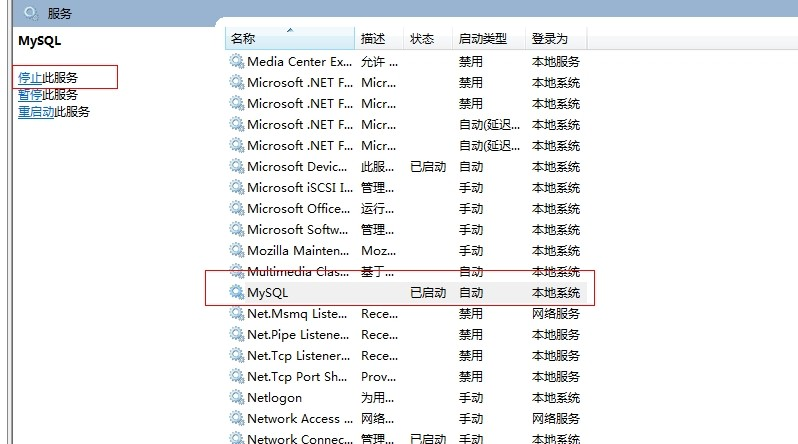 服务
MySQL
停止此服务
暂停此服务
重启动此服务
名称 描述 状态 启动类型 登录为
Media Center Ex... 允许 ... 禁用 本地服务
Microsoft .NET F... Micr... 禁用 本地系统
Microsoft .NET F... Micr... 禁用 本地系统
Microsoft .NET F... Micr... 自动(延迟... 本地系统
Microsoft .NET F... Micr... 自动(延迟... 本地系统
Microsoft Devic... 此服... 已启动 自动 本地系统
Microsoft iSCSI I... 管理... 手动 本地系统
Microsoft Office... 运行... 手动 本地系统
Microsoft Softw... 管理... 手动 本地系统
Mozilla Mainten... Moz... 手动 本地系统
Multimedia Clas... 基于... 手动 本地系统
MySQL 已启动 自动 本地系统
Net.Msmq Liste... Rece... 禁用 网络服务
Net.Pipe Listene... Rece... 禁用 本地服务
Net.Tcp Listener... Rece... 禁用 本地服务
Net.Tcp Port Sh... Prov... 禁用 本地服务
Netlogon 为用... 手动 本地系统
Network Access ... 网络... 手动 网络服务
Network Connec... 管理... 已启动 手动 本地系统